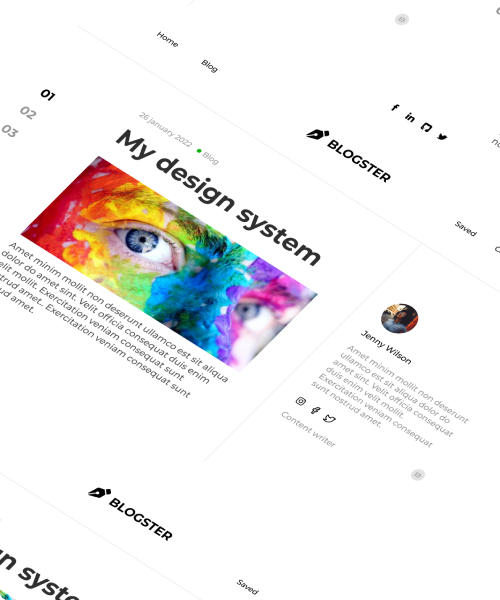 Home
Blog
BLOGSTER
Saved
01
02
03
26 january 2022
Blog
My design system
Amet minim mollit non deserunt ullamco est sit aliqua
dolor do amet sint. Velit officia consequat duis enim
velit mollit. Exercitation veniam consequat sunt
nostrud amet. Exercitation veniam consequat sunt
amet.
Jenny Wilson
Amet minim mollit non deserunt
ullamco est sit aliqua dolor do
amet sint. Velit officia consequat
duis enim velit mollit.
Exercitation veniam consequat
sunt nostrud amet.
Content writer
BLOGSTER
Saved